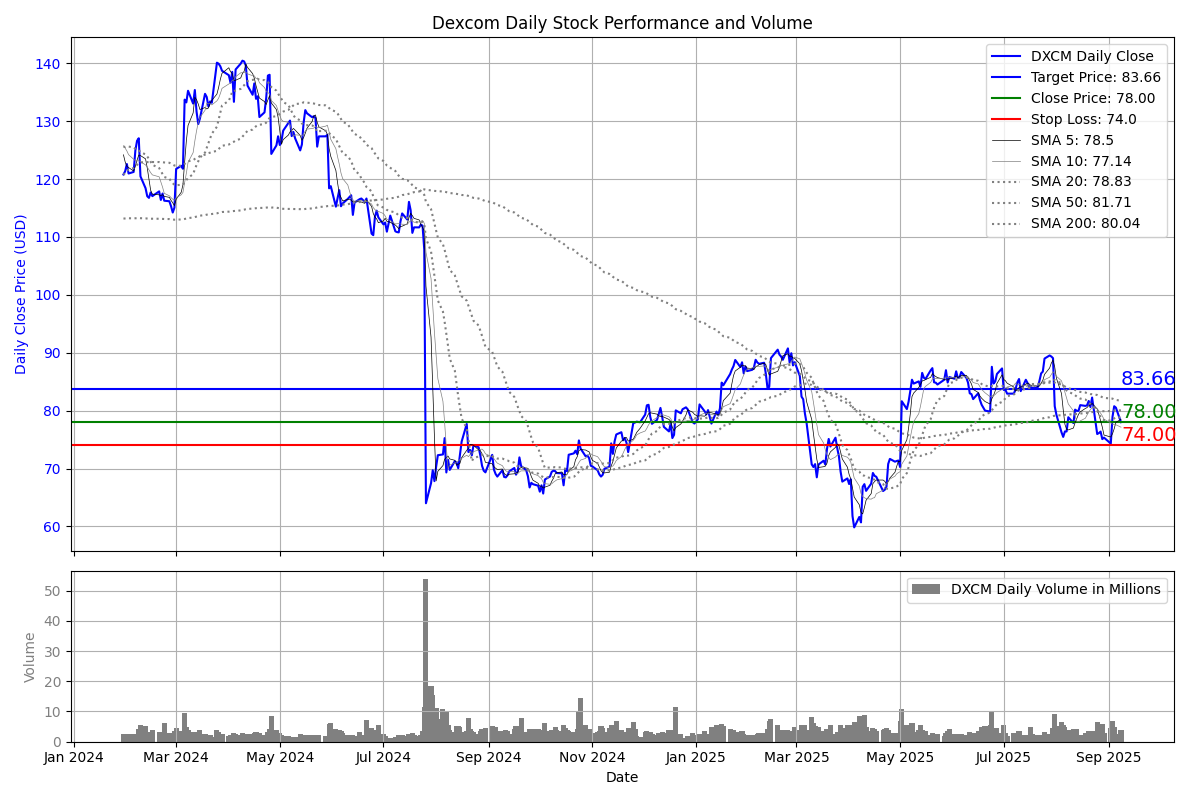 Dexcom Daily Stock Performance and Volume
Daily Close Price (USD)
140
130
120
110
100
90
80
70
60
DXCM Daily Close
Target Price: 83.66
Close Price: 78.00
Stop Loss: 74.0
SMA 5: 78.5
SMA 10: 77.14
SMA 20: 78.83
SMA 50: 81.71
SMA 200: 80.04
83.66
78.00
74.00
Volume
50
40
30
20
10
0
DXCM Daily Volume in Millions
Jan 2024 Mar 2024 May 2024 Jul 2024 Sep 2024 Nov 2024 Jan 2025 Mar 2025 May 2025 Jul 2025 Sep 2025
Date